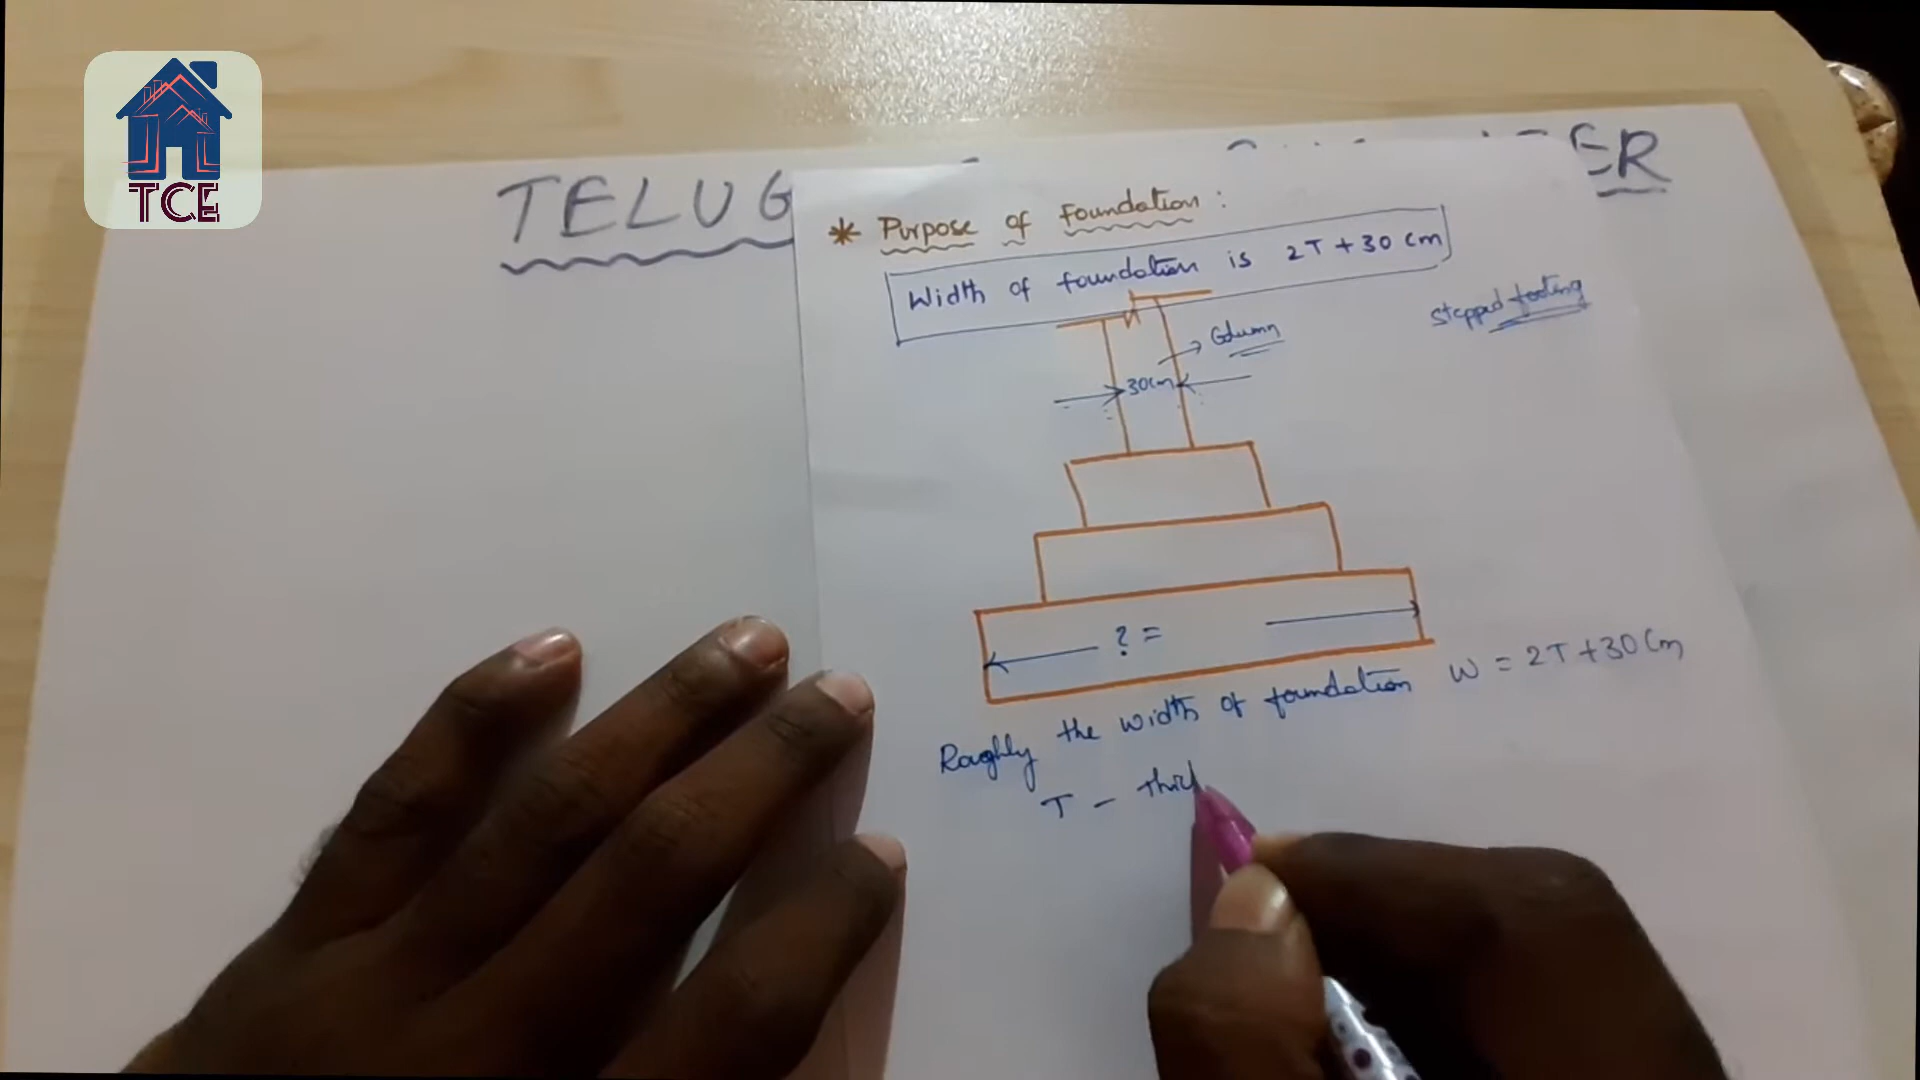 TCE
TELUG
ER
* Purpose of foundation :
Width of foundation is 2T + 30 cm
stepped footing
Column
30cm
? =
Roughly the width of foundation W = 2T + 30 Cm
T - thick